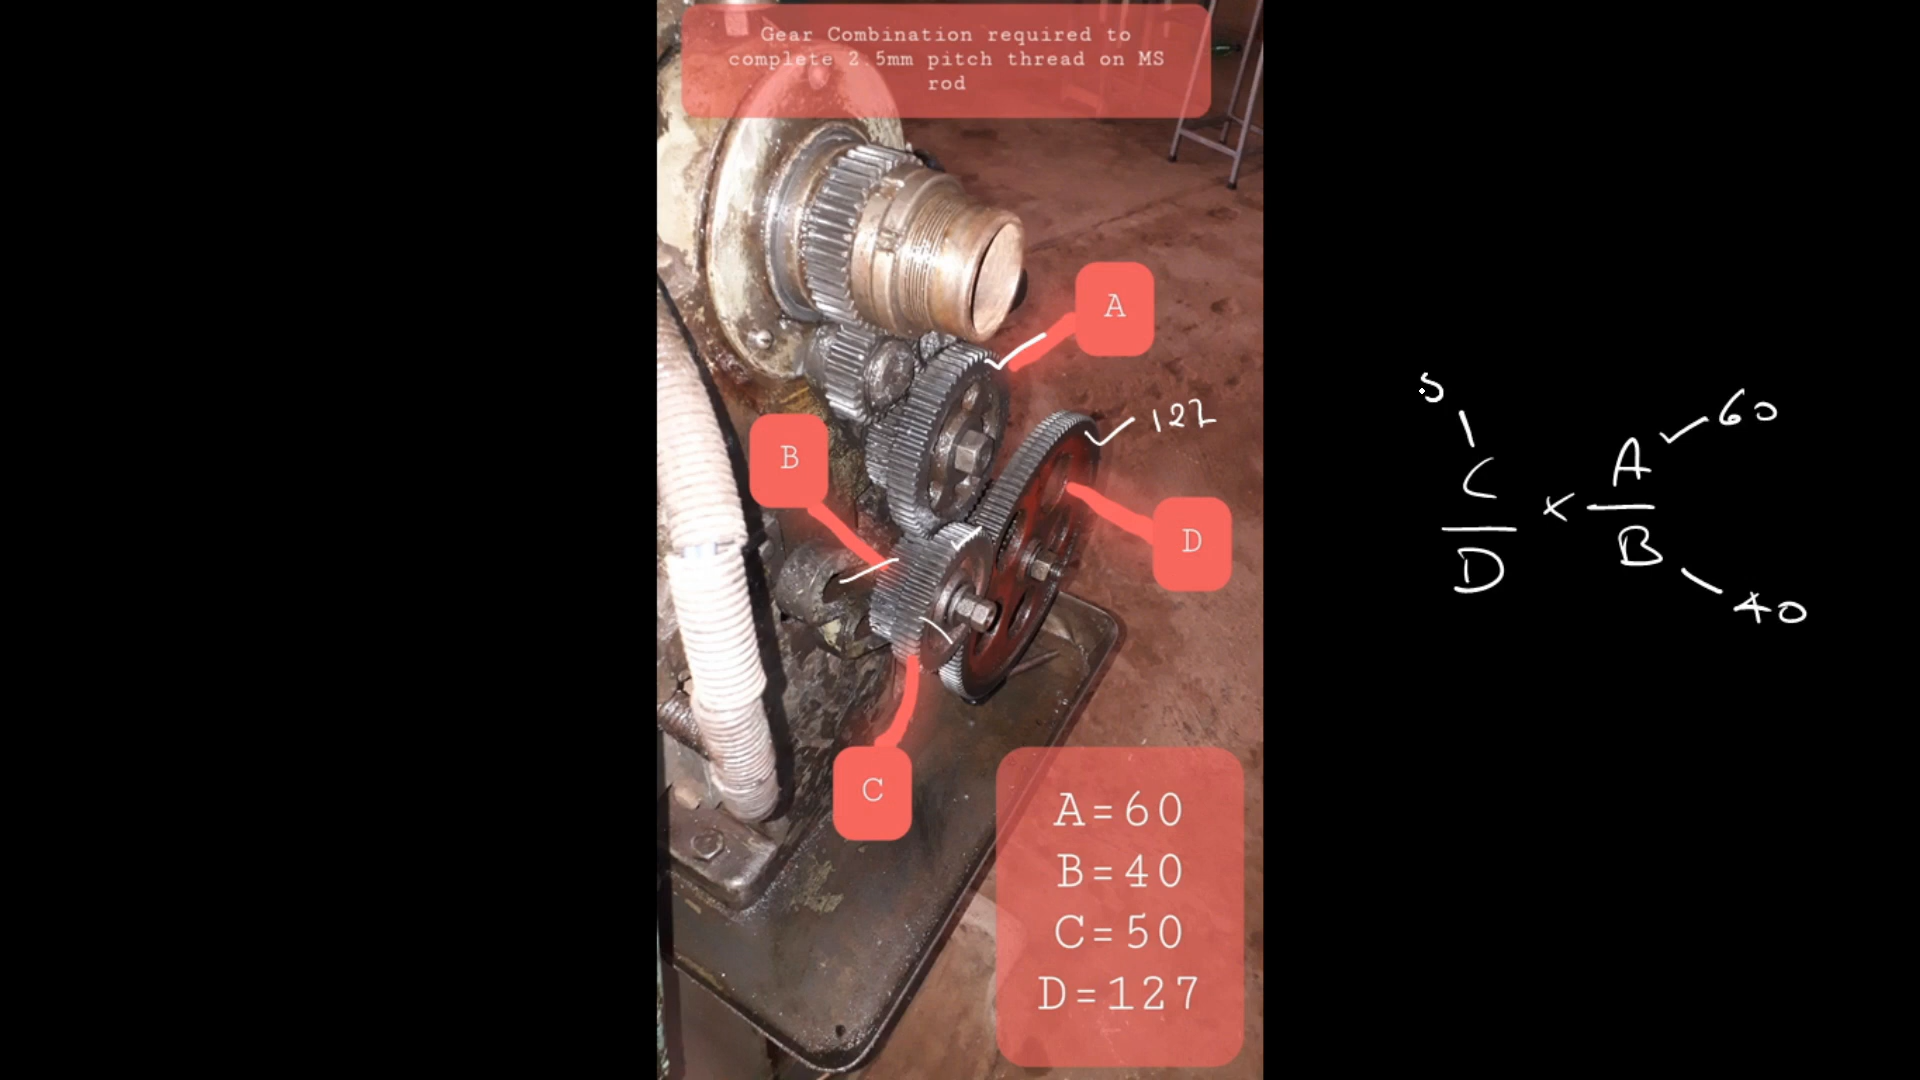 Gear Combination required to
complete 2.5mm pitch thread on MS
rod
A
B
127
D
C
A=60
B=40
C=50
D=127
5
C
D
×
A
B
60
40